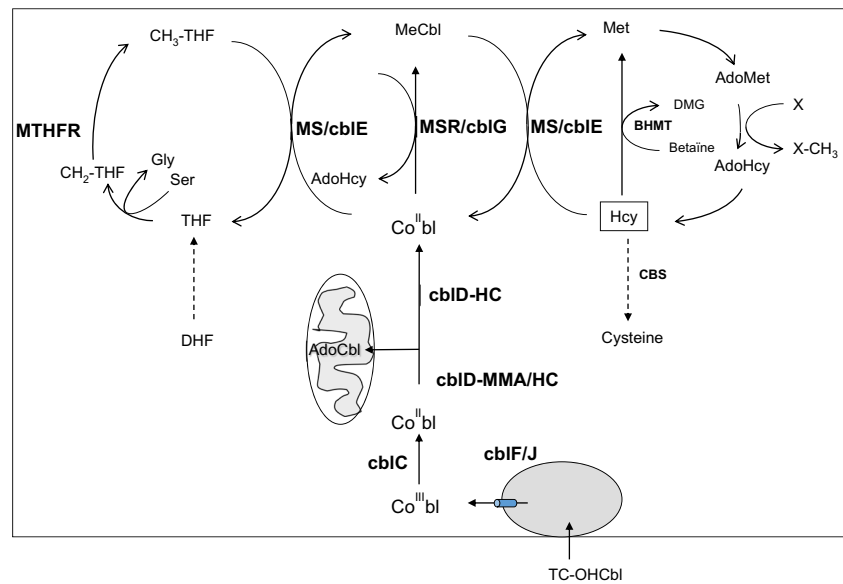 CH3-THF
MeCbl
Met
AdoMet
MTHFR
MS/cblE
MSR/cblG
MS/cblE
DMG
X
BHMT
Betaïne
X-CH3
Gly
Ser
CH2-THF
AdoHcy
AdoHcy
THF
CoIIbl
Hcy
cblD-HC
CBS
DHF
AdoCbl
Cysteine
cblD-MMA/HC
CoIIbl
cblC
cblF/J
CoIIIbl
TC-OHCbl